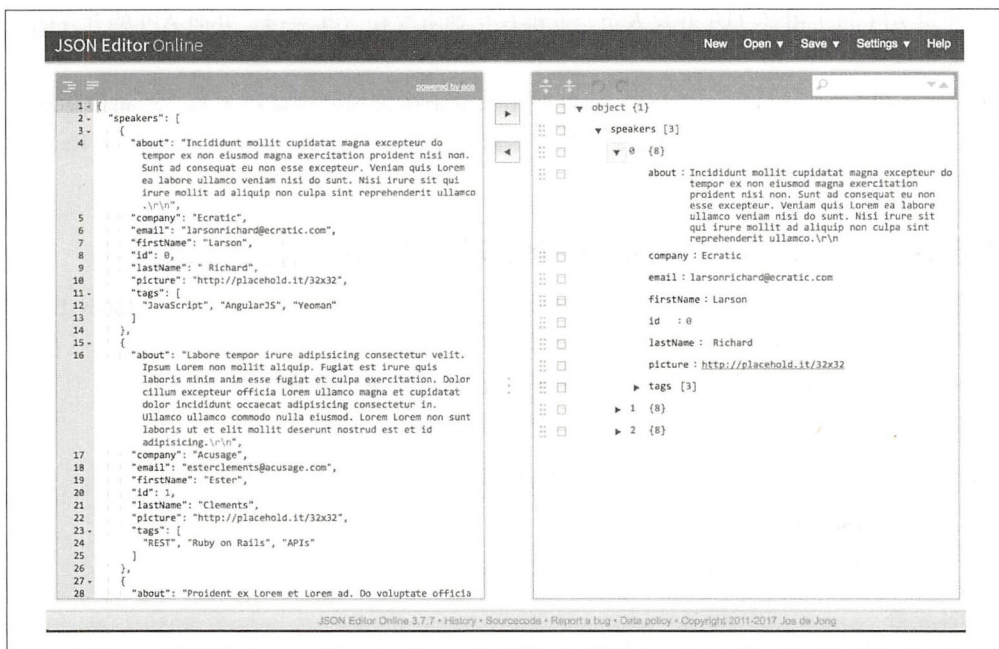 JSON Editor Online
New Open ▼ Save ▼ Settings ▼ Help
powered by ace
1 {
2 "speakers": [
3 {
4 "about": "Incididunt mollit cupidatat magna excepteur do
tempor ex non eiusmod magna exercitation proident nisi non.
Sunt ad consequat eu non esse excepteur. Veniam quis Lorem
ea labore ullamco veniam nisi do sunt. Nisi irure sit qui
irure mollit ad aliquip non culpa sint reprehenderit ullamco
.\r\n",
5 "company": "Ecratic",
6 "email": "larsonrichard@ecratic.com",
7 "firstName": "Larson",
8 "id": 0,
9 "lastName": " Richard",
10 "picture": "http://placehold.it/32x32",
11 "tags": [
12 "JavaScript", "AngularJS", "Yeoman"
13 ]
14 },
15 {
16 "about": "Labore tempor irure adipisicing consectetur velit.
Ipsum Lorem non mollit aliquip. Fugiat est irure quis
laboris minim anim esse fugiat et culpa exercitation. Dolor
cillum excepteur officia Lorem ullamco magna et cupidatat
dolor incididunt occaecat adipisicing consectetur in.
Ullamco ullamco commodo nulla eiusmod. Lorem Lorem non sunt
laboris ut et elit mollit deserunt nostrud est et id
adipisicing.\r\n",
17 "company": "Acusage",
18 "email": "esterclements@acusage.com",
19 "firstName": "Ester",
20 "id": 1,
21 "lastName": "Clements",
22 "picture": "http://placehold.it/32x32",
23 "tags": [
24 "REST", "Ruby on Rails", "APIs"
25 ]
26 },
27 {
28 "about": "Proident ex Lorem et Lorem ad. Do voluptate officia
▼ object {1}
▼ speakers [3]
▼ 0 {8}
about : Incididunt mollit cupidatat magna excepteur do
tempor ex non eiusmod magna exercitation
proident nisi non. Sunt ad consequat eu non
esse excepteur. Veniam quis Lorem ea labore
ullamco veniam nisi do sunt. Nisi irure sit
qui irure mollit ad aliquip non culpa sint
reprehenderit ullamco.\r\n
company : Ecratic
email : larsonrichard@ecratic.com
firstName : Larson
id : 0
lastName : Richard
picture : http://placehold.it/32x32
► tags [3]
► 1 {8}
► 2 {8}
JSON Editor Online 3.7.7 • History • Sourcecode • Report a bug • Data policy • Copyright 2011-2017 Jos de Jong